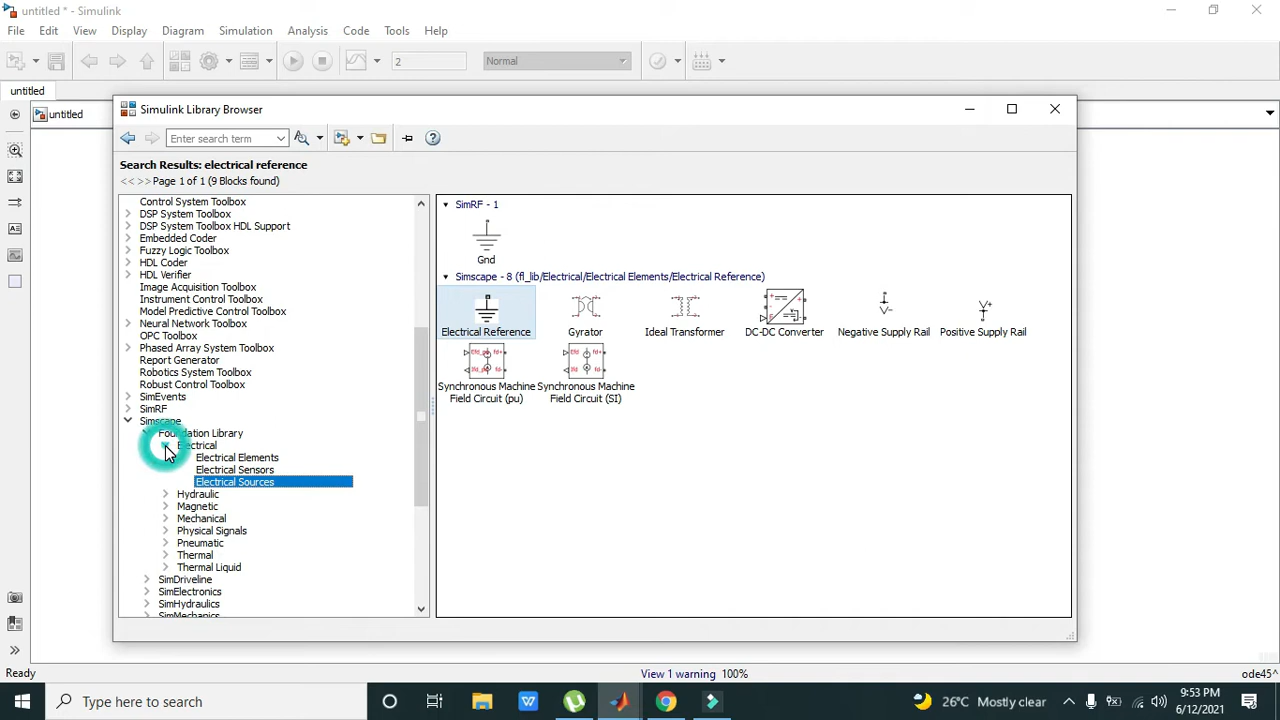 untitled * - Simulink
File Edit View Display Diagram Simulation Analysis Code Tools Help
2 Normal
untitled
untitled
Simulink Library Browser
Enter search term
Search Results: electrical reference
<< >> Page 1 of 1 (9 Blocks found)
Control System Toolbox
DSP System Toolbox
DSP System Toolbox HDL Support
Embedded Coder
Fuzzy Logic Toolbox
HDL Coder
HDL Verifier
Image Acquisition Toolbox
Instrument Control Toolbox
Model Predictive Control Toolbox
Neural Network Toolbox
OPC Toolbox
Phased Array System Toolbox
Report Generator
Robotics System Toolbox
Robust Control Toolbox
SimEvents
SimRF
Simscape
Foundation Library
Electrical
Electrical Elements
Electrical Sensors
Electrical Sources
Hydraulic
Magnetic
Mechanical
Physical Signals
Pneumatic
Thermal
Thermal Liquid
SimDriveline
SimElectronics
SimHydraulics
SimMechanics
SimRF - 1
Gnd
Simscape - 8 (fl_lib/Electrical/Electrical Elements/Electrical Reference)
V- V+
Electrical Reference Gyrator Ideal Transformer DC-DC Converter Negative Supply Rail Positive Supply Rail
Synchronous Machine Field Circuit (pu)
Synchronous Machine Field Circuit (SI)
Ready View 1 warning 100% ode45
Type here to search
26°C Mostly clear
9:53 PM
6/12/2021